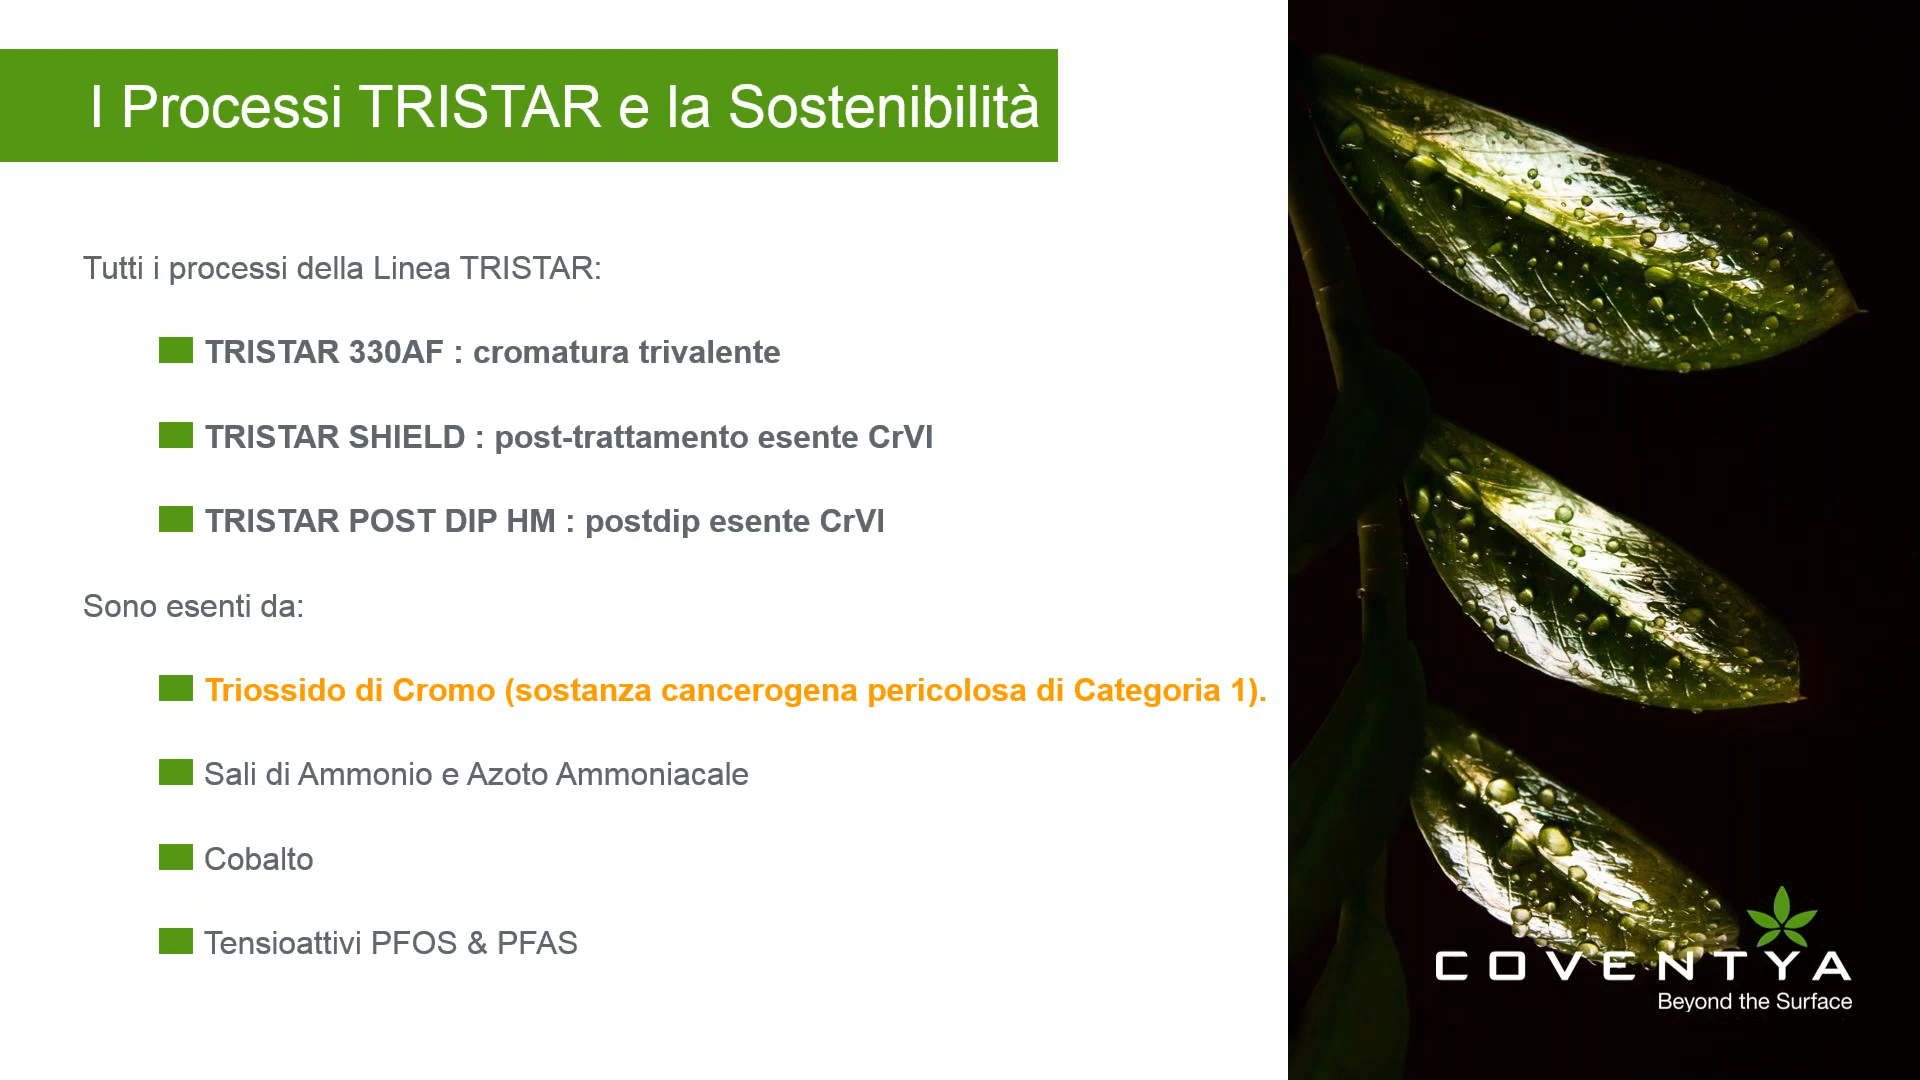 I Processi TRISTAR e la Sostenibilità
Tutti i processi della Linea TRISTAR:
TRISTAR 330AF : cromatura trivalente
TRISTAR SHIELD : post-trattamento esente CrVI
TRISTAR POST DIP HM : postdip esente CrVI
Sono esenti da:
Triossido di Cromo (sostanza cancerogena pericolosa di Categoria 1).
Sali di Ammonio e Azoto Ammoniacale
Cobalto
Tensioattivi PFOS & PFAS
COVENTYA
Beyond the Surface